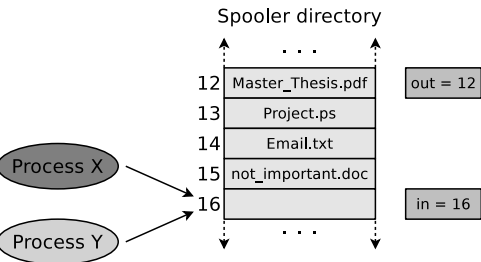 Spooler directory
. . .
12 Master_Thesis.pdf out = 12
13 Project.ps
14 Email.txt
15 not_important.doc
Process X
16 in = 16
Process Y
. . .